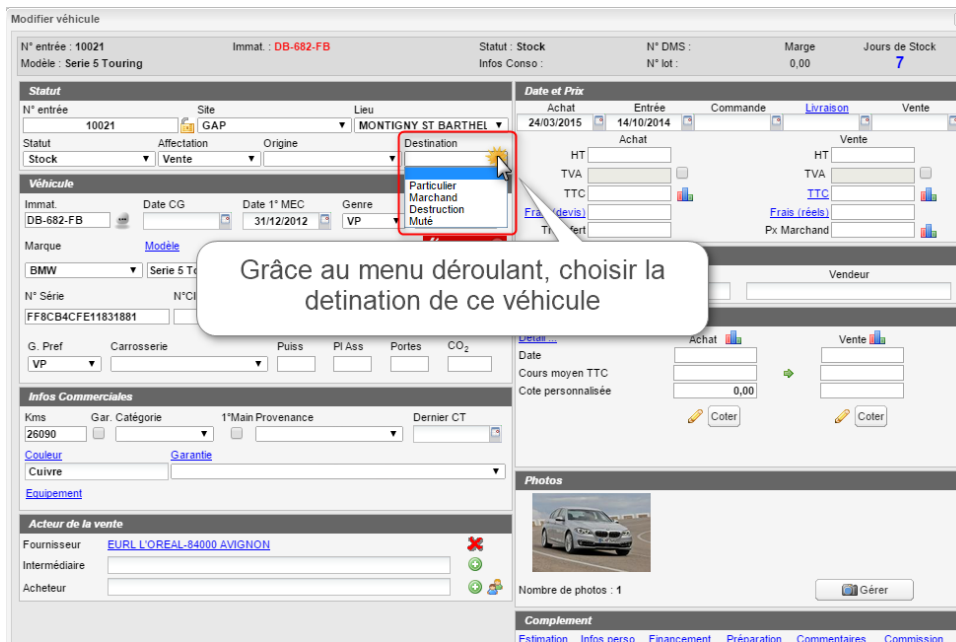 Modifier véhicule
N° entrée : 10021 Immat. : DB-682-FB Statut : Stock N° DMS : Marge Jours de Stock
Modèle : Serie 5 Touring Infos Conso : N° lot : 0,00 7
Statut
N° entrée Site Lieu
10021 GAP MONTIGNY ST BARTHEL
Statut Affectation Origine Destination
Stock Vente
Particulier
Marchand
Destruction
Muté
Véhicule
Immat. Date CG Date 1° MEC Genre
DB-682-FB 31/12/2012 VP
Marque Modèle
BMW Serie 5
N° Série
FF8CB4CFE11831881
G. Pref Carrosserie Puiss Pl Ass Portes CO2
VP
Grâce au menu déroulant, choisir la
detination de ce véhicule
Infos Commerciales
Kms Gar. Catégorie 1°Main Provenance Dernier CT
26090
Couleur Garantie
Cuivre
Equipement
Acteur de la vente
Fournisseur EURL L'OREAL-84000 AVIGNON
Intermédiaire
Acheteur
Date et Prix
Achat Entrée Commande Livraison Vente
24/03/2015 14/10/2014
Achat Vente
HT HT
TVA TVA
TTC TTC
Frais (devis) Frais (réels)
Px Marchand
Vendeur
Détail ... Achat Vente
Date
Cours moyen TTC
Cote personnalisée 0,00
Coter Coter
Photos
Nombre de photos : 1 Gérer
Complement
Estimation Infos perso Financement Préparation Commentaires Commission